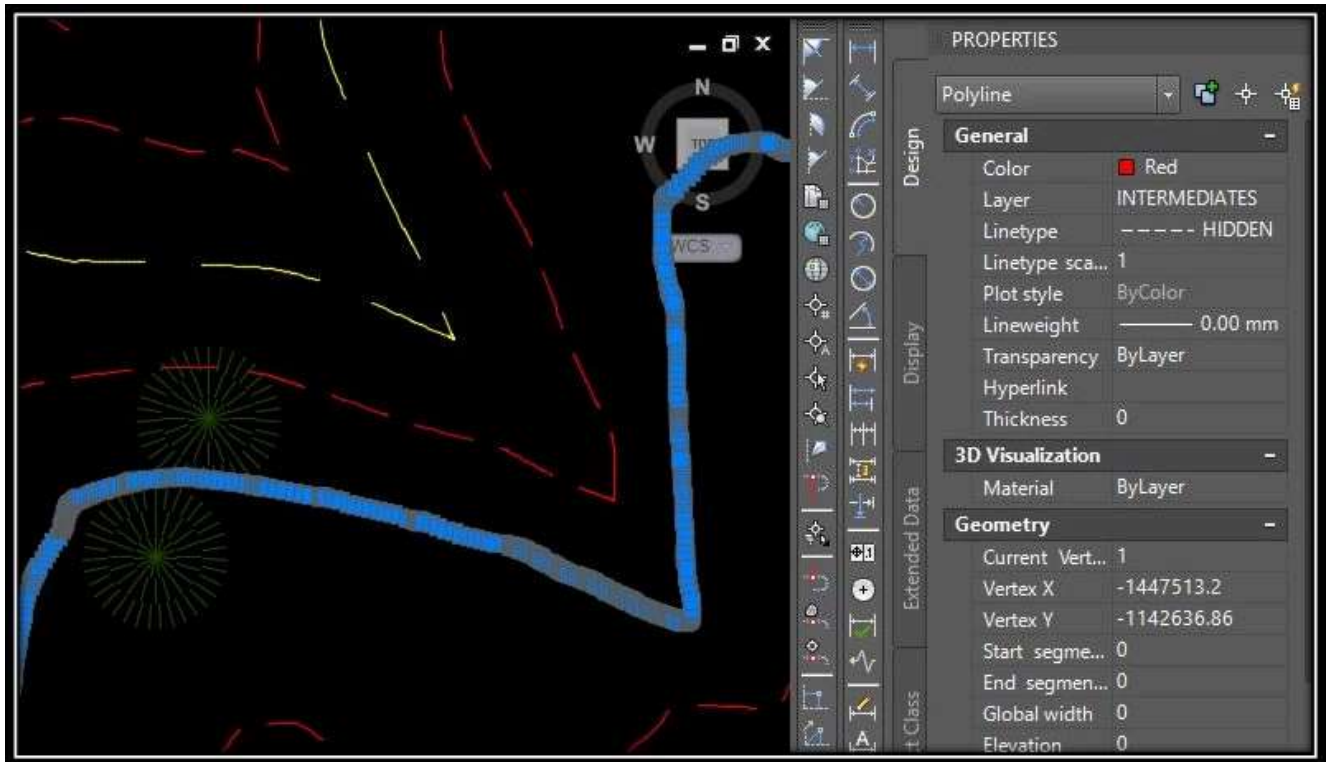 N
W
TOP
S
WCS
PROPERTIES
Polyline
Design
Display
Extended Data
t Class
General
Color Red
Layer INTERMEDIATES
Linetype HIDDEN
Linetype sca... 1
Plot style ByColor
Lineweight 0.00 mm
Transparency ByLayer
Hyperlink
Thickness 0
3D Visualization
Material ByLayer
Geometry
Current Vert... 1
Vertex X -1447513.2
Vertex Y -1142636.86
Start segme... 0
End segmen... 0
Global width 0
Elevation 0